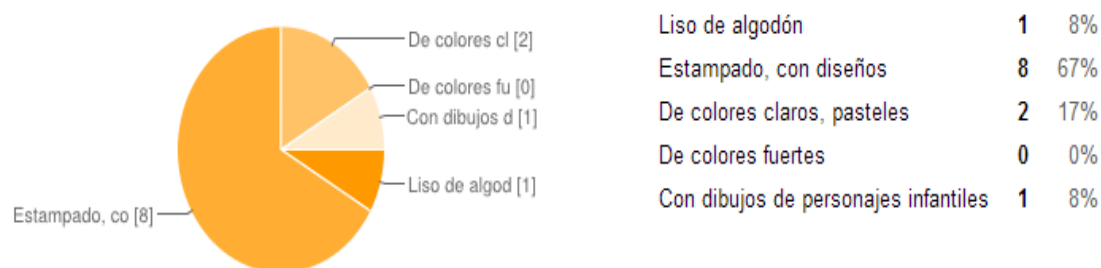 De colores cl [2]
De colores fu [0]
Con dibujos d [1]
Liso de algod [1]
Estampado, co [8]
Liso de algodón 1 8%
Estampado, con diseños 8 67%
De colores claros, pasteles 2 17%
De colores fuertes 0 0%
Con dibujos de personajes infantiles 1 8%